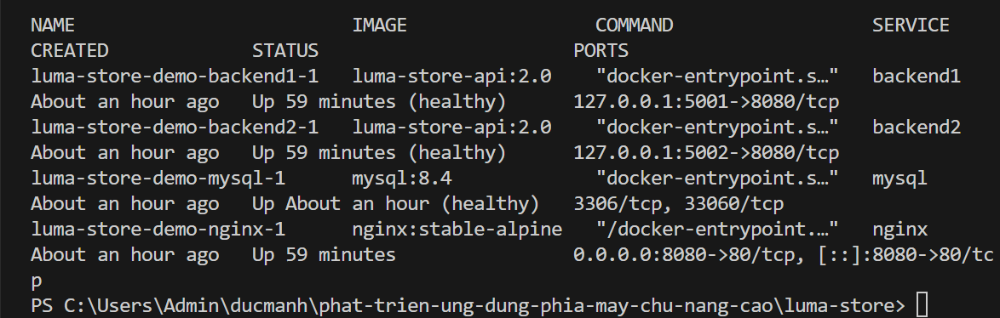 NAME IMAGE COMMAND SERVICE
CREATED STATUS PORTS
luma-store-demo-backend1-1 luma-store-api:2.0 "docker-entrypoint.s…" backend1
About an hour ago Up 59 minutes (healthy) 127.0.0.1:5001->8080/tcp
luma-store-demo-backend2-1 luma-store-api:2.0 "docker-entrypoint.s…" backend2
About an hour ago Up 59 minutes (healthy) 127.0.0.1:5002->8080/tcp
luma-store-demo-mysql-1 mysql:8.4 "docker-entrypoint.s…" mysql
About an hour ago Up About an hour (healthy) 3306/tcp, 33060/tcp
luma-store-demo-nginx-1 nginx:stable-alpine "/docker-entrypoint.…" nginx
About an hour ago Up 59 minutes 0.0.0.0:8080->80/tcp, [::]:8080->80/tc
p
PS C:\Users\Admin\ducmanh\phat-trien-ung-dung-phia-may-chu-nang-cao\luma-store>